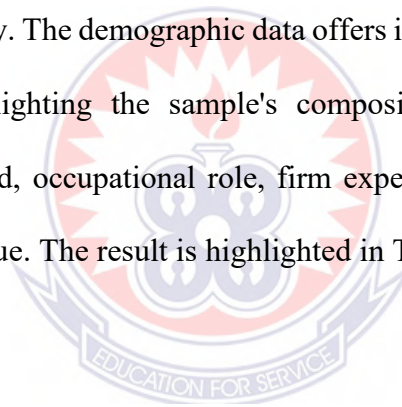 y. The demographic data offers i
lighting the sample's composi
d, occupational role, firm expe
ue. The result is highlighted in T
EDUCATION FOR SERVICE